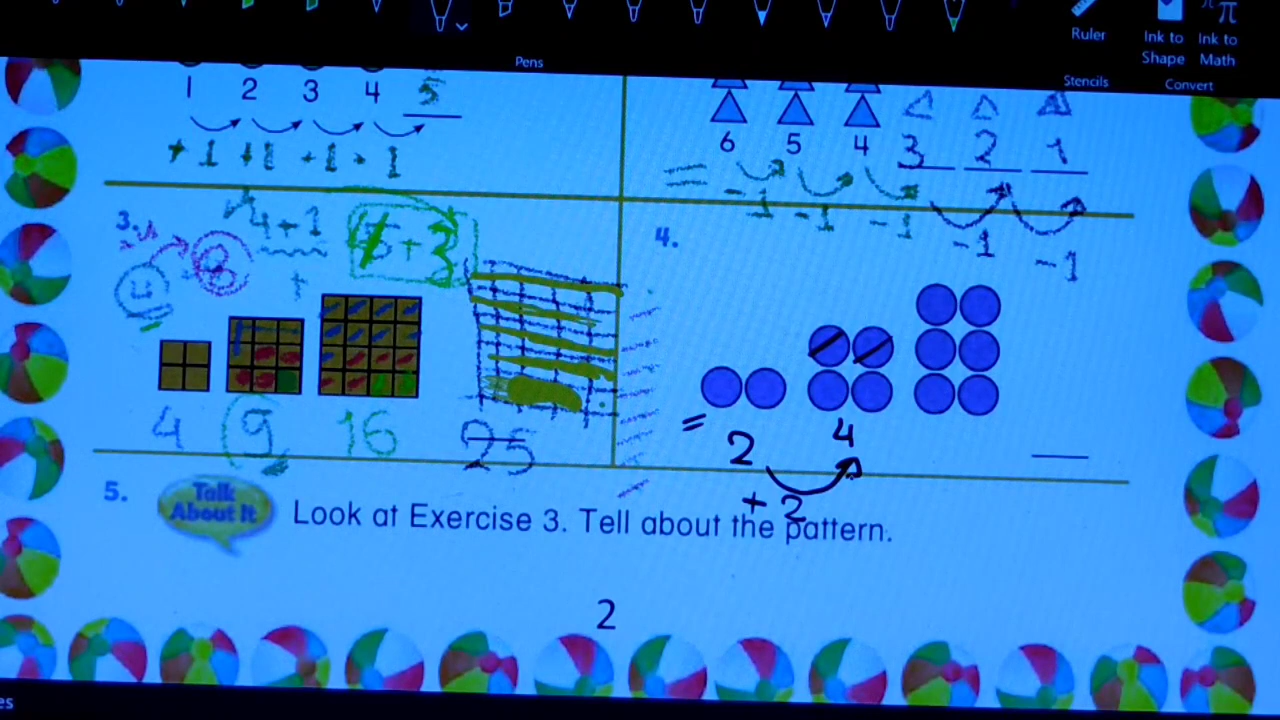 Ruler
Ink to Shape
Ink to Math
Pens
Stencils
Convert
1 2 3 4 5
+1 +1 +1 +1
6 5 4 3 2 1
= -1 -1 -1 -1 -1
3.
4+1
5+3
4 8
4 9 16 25
4.
= 2 4
+2
5. Talk About It Look at Exercise 3. Tell about the pattern.
2